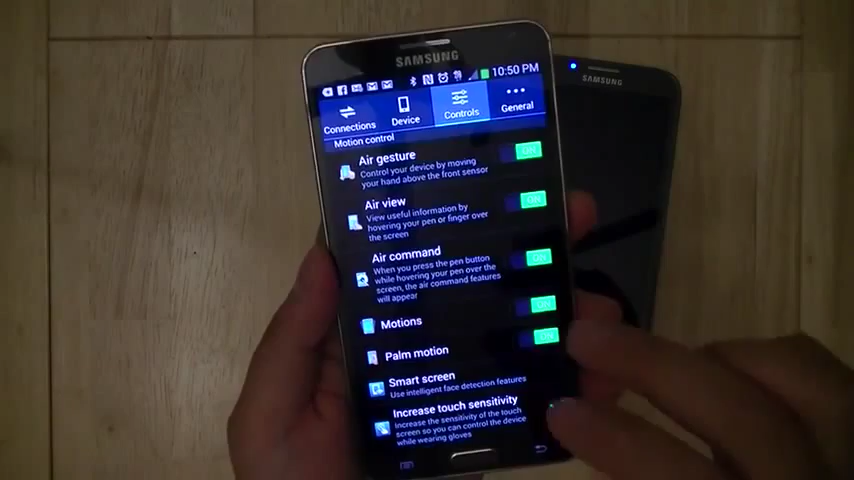 SAMSUNG
10:50 PM
Connections
Device
Controls
General
Motion control
Air gesture
ON
Control your device by moving
your hand above the front sensor
Air view
ON
View useful information by
hovering your pen or finger over
the screen
Air command
ON
When you press the pen button
while hovering your pen over the
screen, the air command features
will appear
Motions
ON
Palm motion
ON
Smart screen
Use intelligent face detection features
Increase touch sensitivity
Increase the sensitivity of the touch
screen so you can control the device
while wearing gloves
SAMSUNG